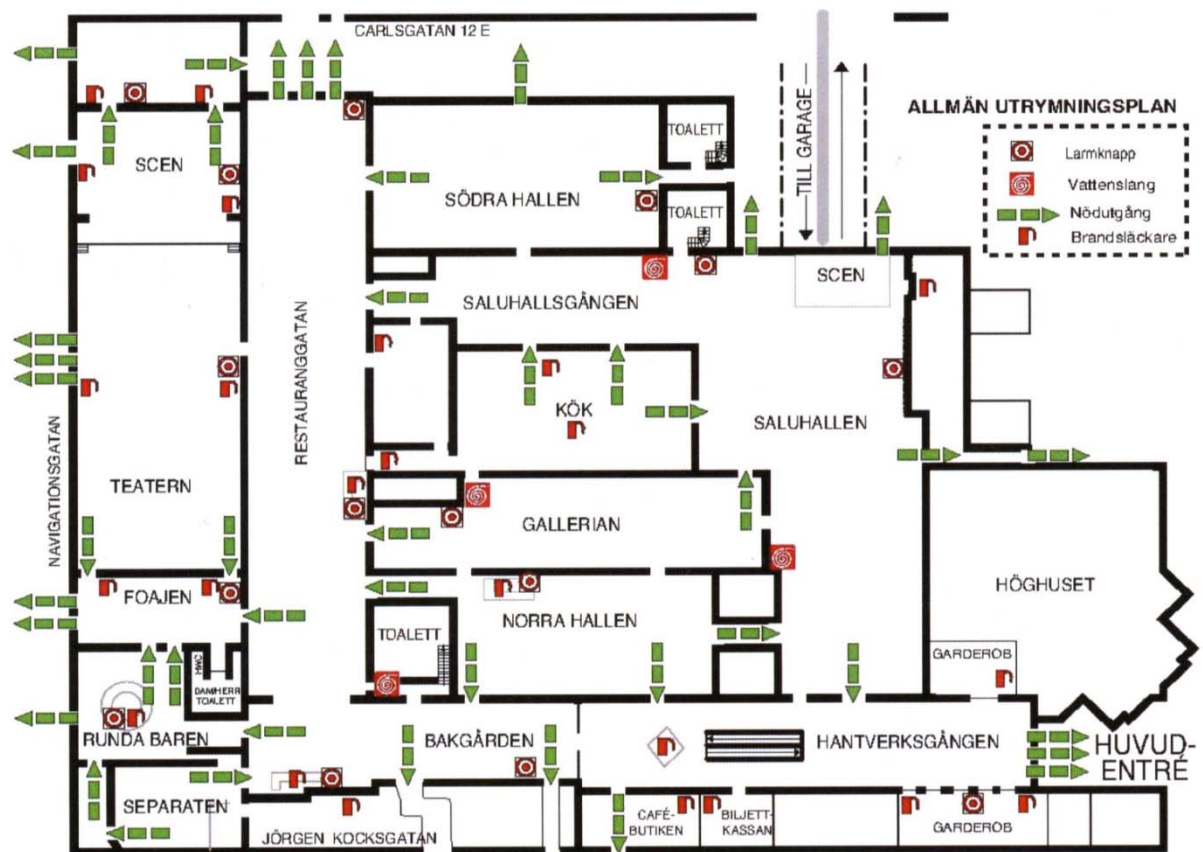 CARLSGATAN 12 E
ALLMÄN UTRYMNINGSPLAN
Larmknapp
Vattenslang
Nödutgång
Brandsläckare
TILL GARAGE
TOALETT
SCEN
SÖDRA HALLEN
TOALETT
SCEN
SALUHALLSGÅNGEN
RESTAURANGGATAN
KÖK
SALUHALLEN
NAVIGATIONSGATAN
TEATERN
GALLERIAN
HÖGHUSET
FOAJEN
NORRA HALLEN
TOALETT
GARDEROB
HWC
DAM/HERR
TOALETT
RUNDA BAREN
BAKGÅRDEN
HANTVERKSGÅNGEN
HUVUD-
ENTRÉ
SEPARATEN
JÖRGEN KOCKSGATAN
CAFÉ-
BUTIKEN
BILJETT-
KASSAN
GARDEROB